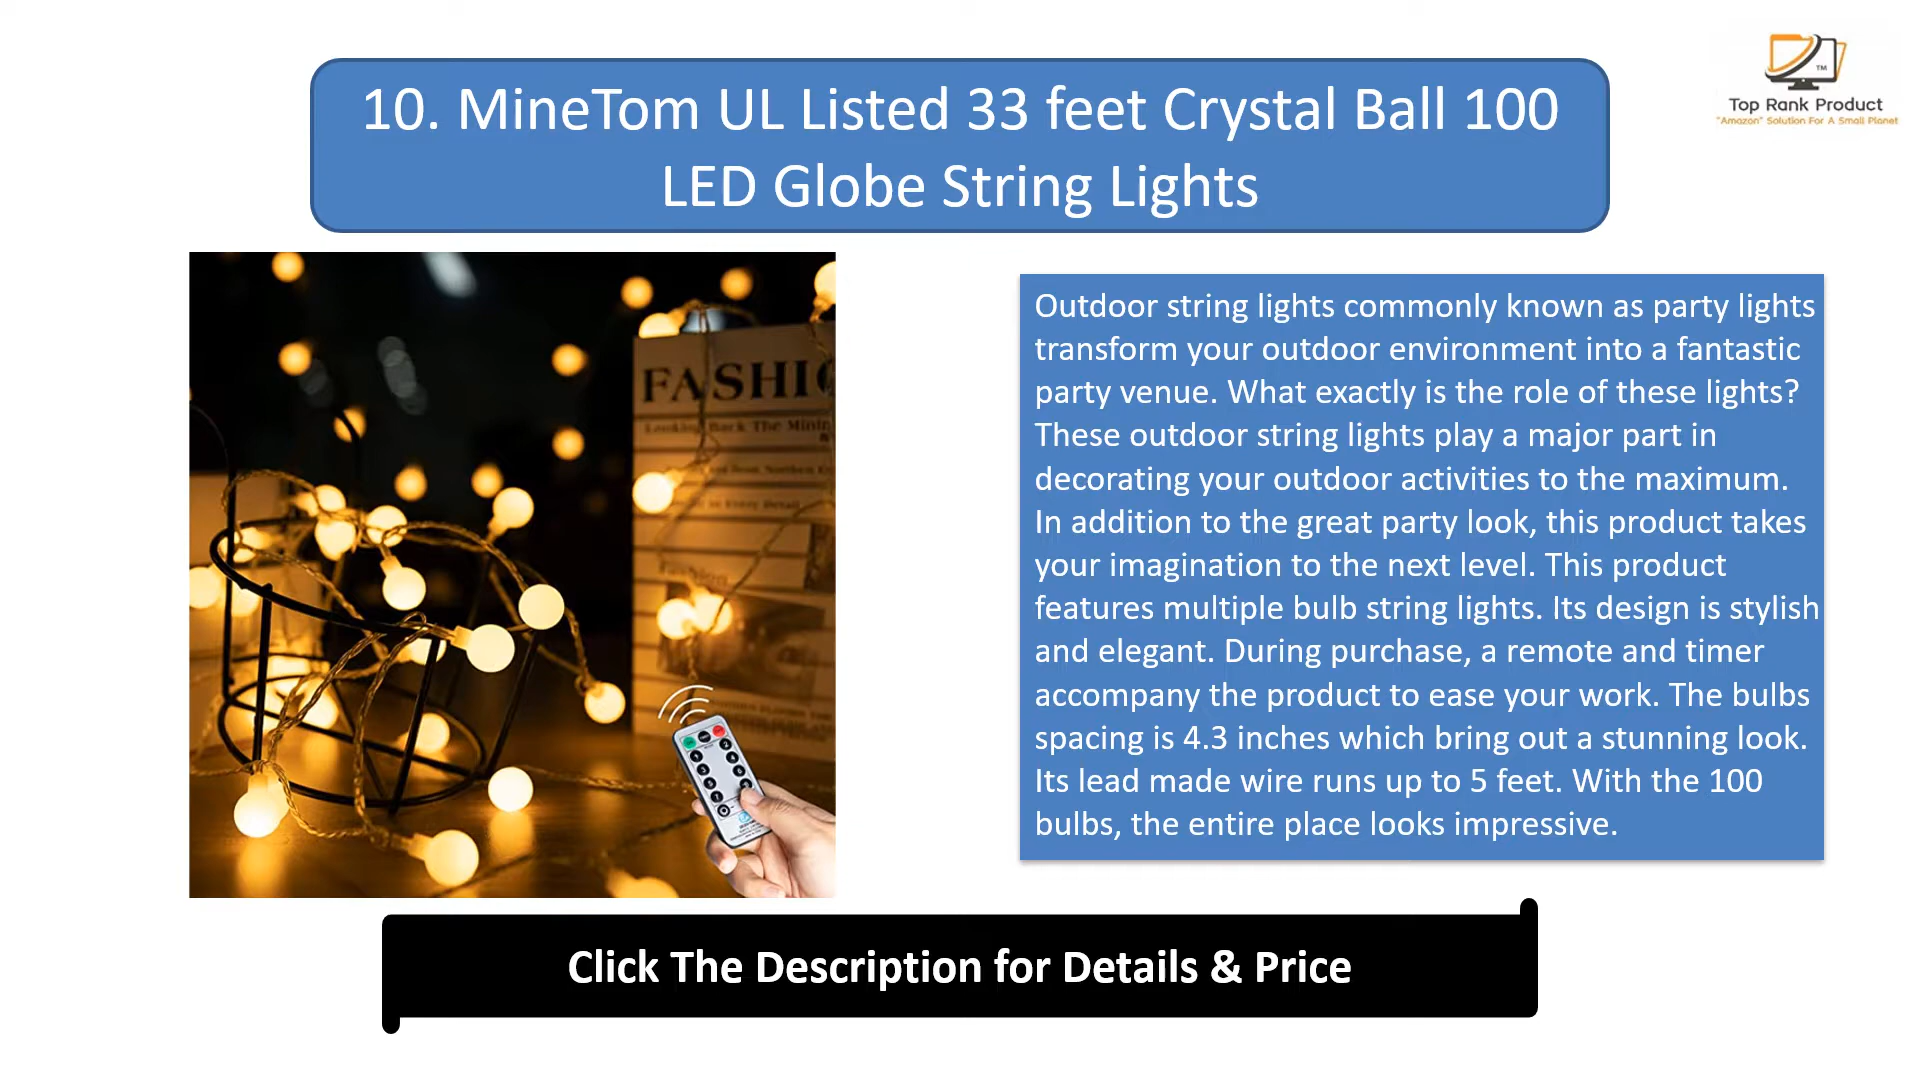 Top Rank Product
"Amazon" Solution For A Small Planet
10. MineTom UL Listed 33 feet Crystal Ball 100
LED Globe String Lights
FASHI
Outdoor string lights commonly known as party lights
transform your outdoor environment into a fantastic
party venue. What exactly is the role of these lights?
These outdoor string lights play a major part in
decorating your outdoor activities to the maximum.
In addition to the great party look, this product takes
your imagination to the next level. This product
features multiple bulb string lights. Its design is stylish
and elegant. During purchase, a remote and timer
accompany the product to ease your work. The bulbs
spacing is 4.3 inches which bring out a stunning look.
Its lead made wire runs up to 5 feet. With the 100
bulbs, the entire place looks impressive.
Click The Description for Details & Price